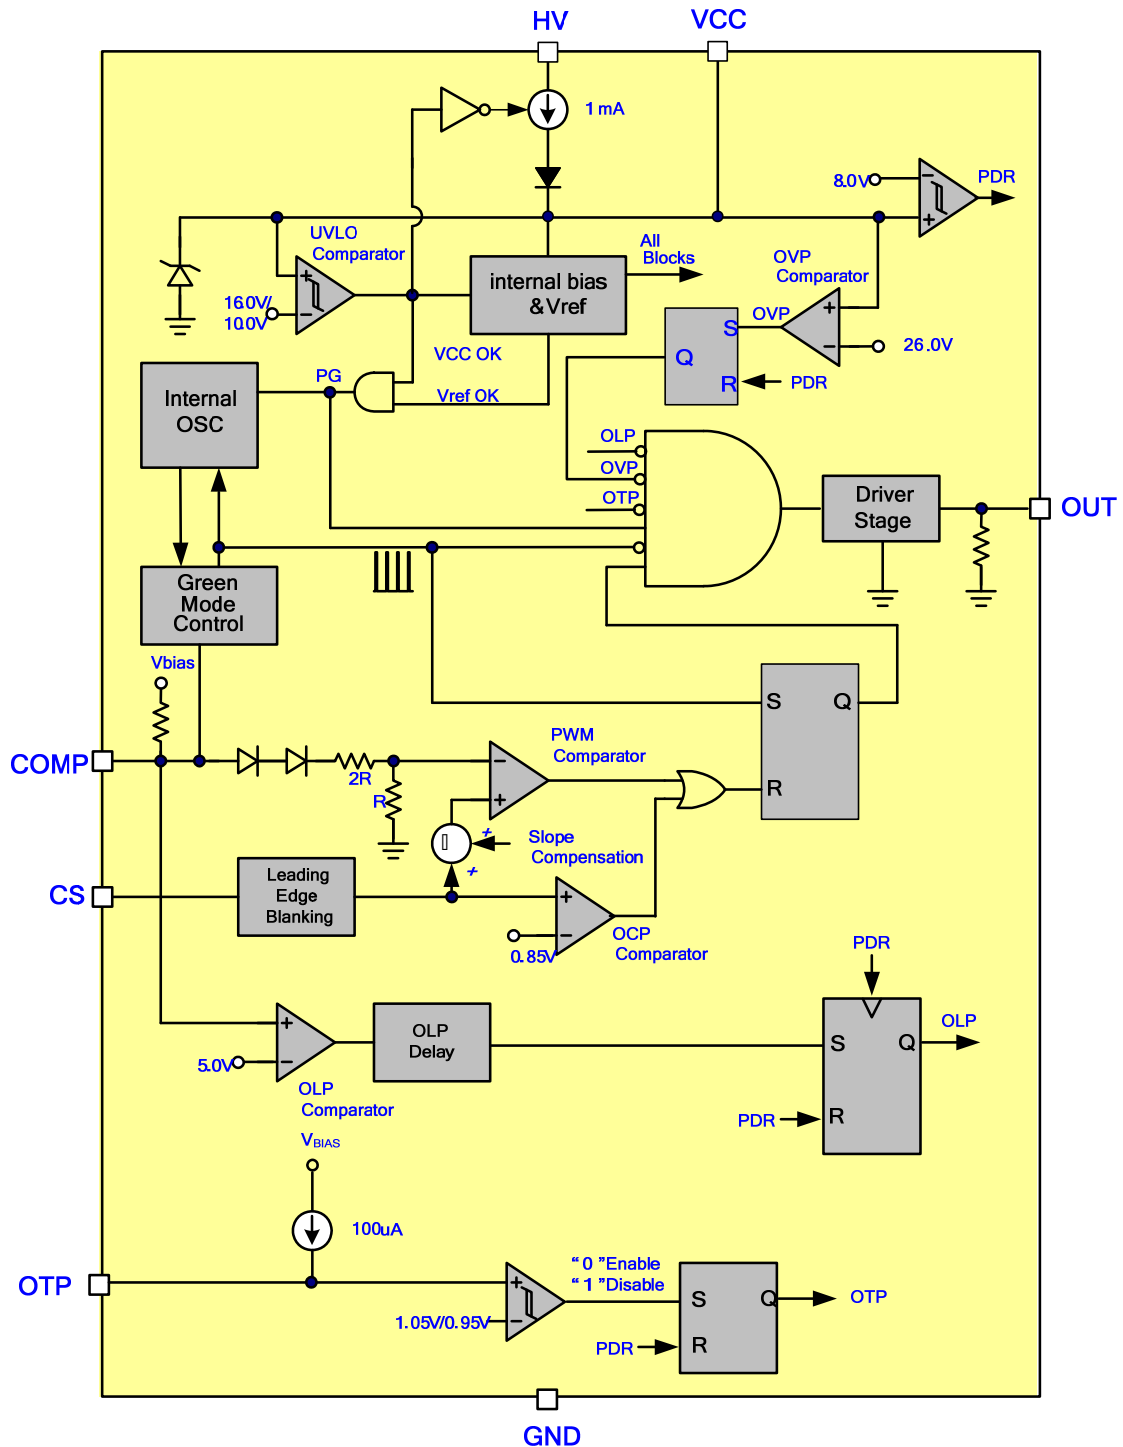 HV
VCC
1mA
8.0V
PDR
−
+
UVLO
Comparator
+
−
16.0V/
10.0V
internal bias
&Vref
All
Blocks
OVP
Comparator
+
−
OVP
26.0V
S
Q
R
PDR
VCC OK
Vref OK
PG
Internal
OSC
OLP
OVP
OTP
Driver
Stage
OUT
Green
Mode
Control
Vbias
S
Q
R
COMP
2R
R
PWM
Comparator
−
+
+
+
Slope
Compensation
CS
Leading
Edge
Blanking
+
−
0.85V
OCP
Comparator
PDR
OLP
S
Q
R
PDR
+
−
5.0V
OLP
Delay
OLP
Comparator
VBIAS
100uA
OTP
+
−
1.05V/0.95V
“ 0 ”Enable
“ 1 ”Disable
S
Q
R
OTP
PDR
GND